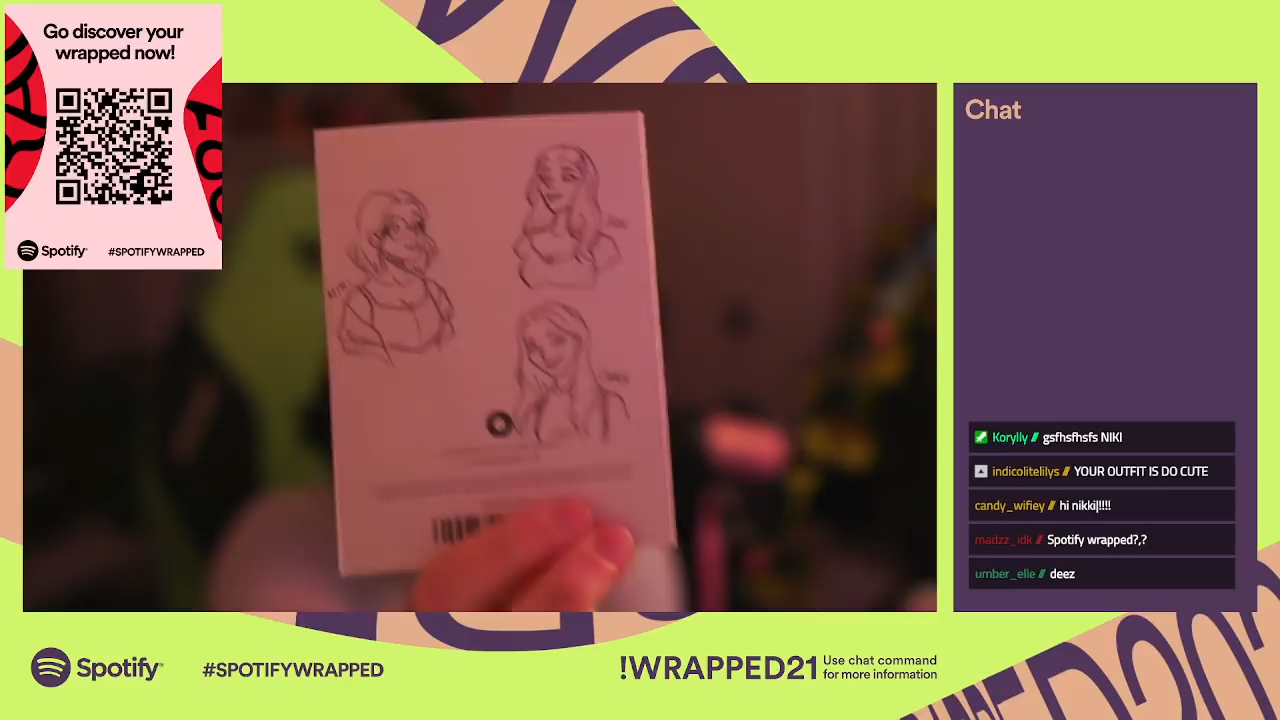 Go discover your
wrapped now!
Spotify
#SPOTIFYWRAPPED
Chat
Korylly // gsfhsfhsfs NIKI
indicolitelilys // YOUR OUTFIT IS DO CUTE
candy_wifiey // hi nikki!!!!
madzz_idk // Spotify wrapped?,?
umber_elle // deez
Spotify
#SPOTIFYWRAPPED
!WRAPPED21 Use chat command
for more information